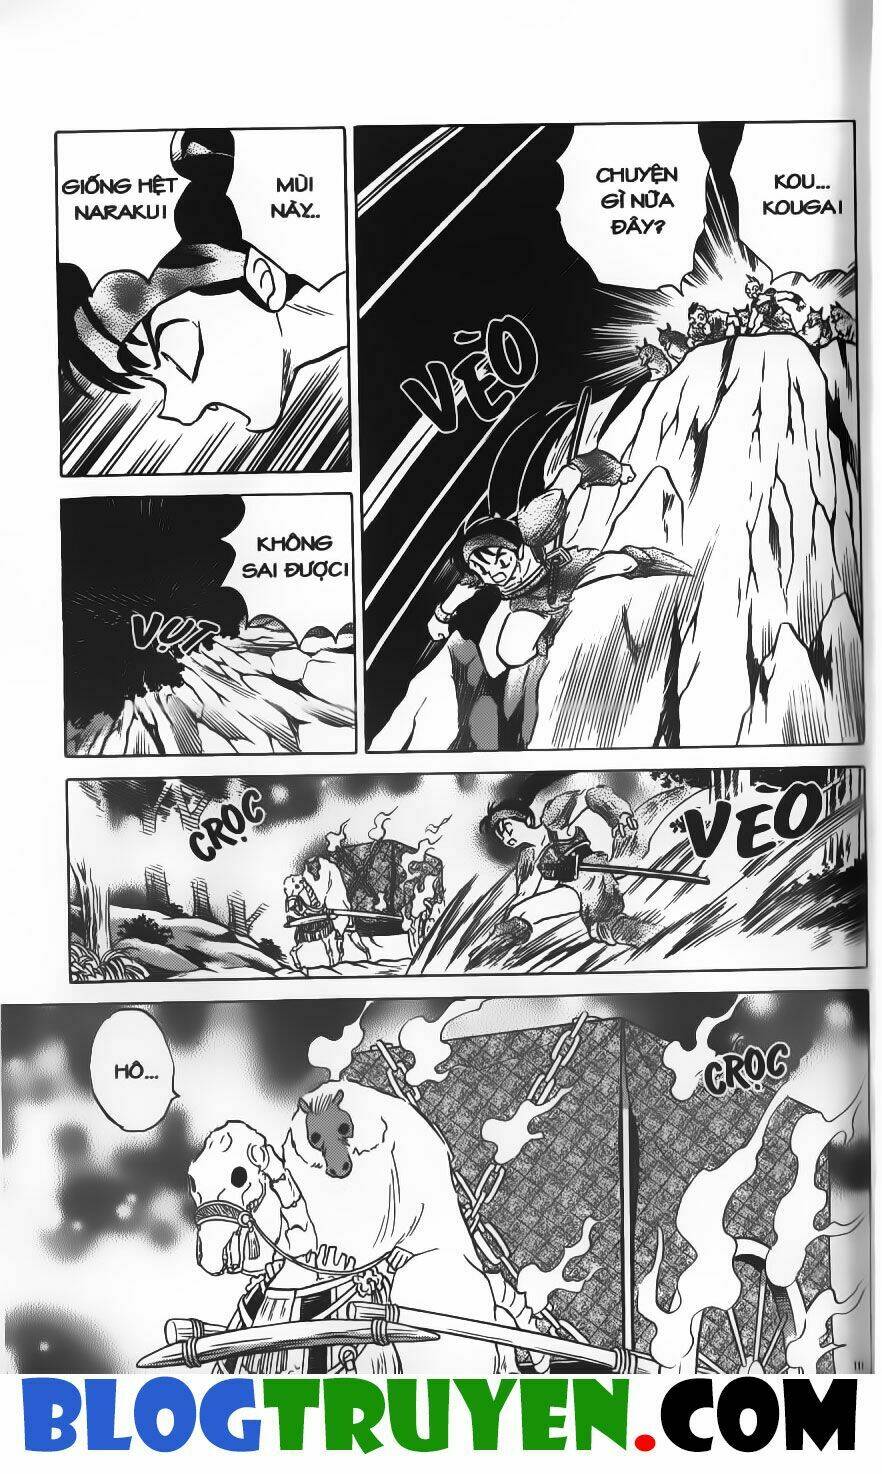 KOU...
KOUGA!
CHUYỆN
GÌ NỮA
ĐÂY?
VÈO
MÙI
NÀY...
GIỐNG HỆT
NARAKU!
KHÔNG
SAI ĐƯỢC!
VỤT
VÈO
CRỌC
CRỌC
HÔ...
111
BLOGTRUYEN.COM